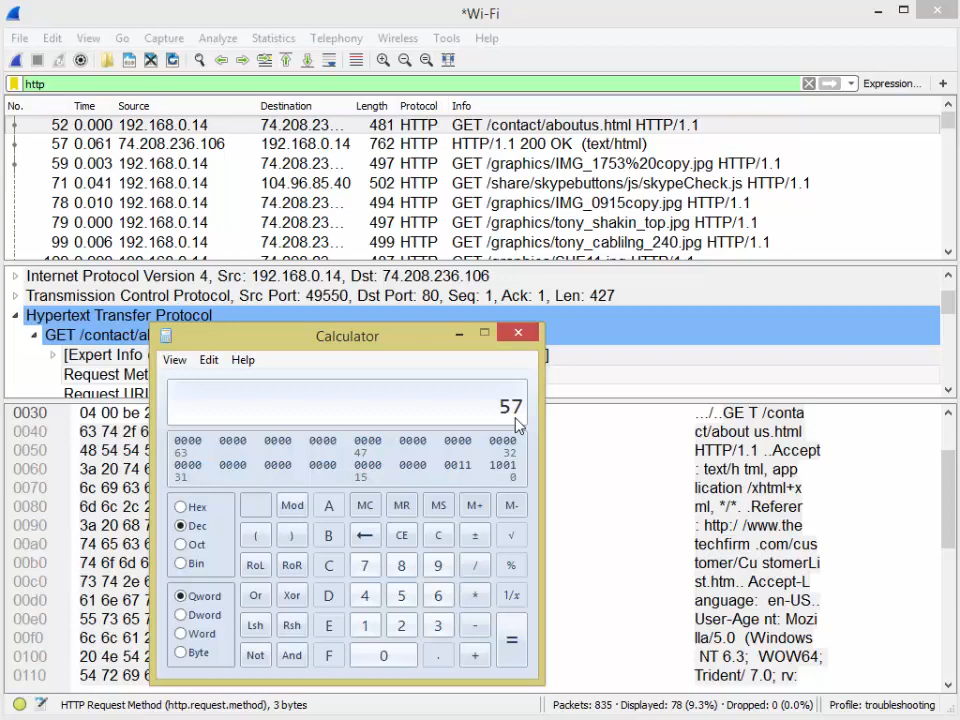 *Wi-Fi
File Edit View Go Capture Analyze Statistics Telephony Wireless Tools Help
http Expression... +
No. Time Source Destination Length Protocol Info
52 0.000 192.168.0.14 74.208.23... 481 HTTP GET /contact/aboutus.html HTTP/1.1
57 0.061 74.208.236.106 192.168.0.14 762 HTTP HTTP/1.1 200 OK (text/html)
59 0.003 192.168.0.14 74.208.23... 497 HTTP GET /graphics/IMG_1753%20copy.jpg HTTP/1.1
71 0.041 192.168.0.14 104.96.85.40 502 HTTP GET /share/skypebuttons/js/skypeCheck.js HTTP/1.1
78 0.010 192.168.0.14 74.208.23... 494 HTTP GET /graphics/IMG_0915copy.jpg HTTP/1.1
79 0.000 192.168.0.14 74.208.23... 497 HTTP GET /graphics/tony_shakin_top.jpg HTTP/1.1
99 0.006 192.168.0.14 74.208.23... 499 HTTP GET /graphics/tony_cablilng_240.jpg HTTP/1.1
Internet Protocol Version 4, Src: 192.168.0.14, Dst: 74.208.236.106
Transmission Control Protocol, Src Port: 49550, Dst Port: 80, Seq: 1, Ack: 1, Len: 427
Hypertext Transfer Protocol
GET /contact/a
[Expert Info ]
Request Me
Request URI
Calculator
View Edit Help
57
0000 0000 0000 0000 0000 0000 0000 0000
63 47 32
0000 0000 0000 0000 0000 0000 0011 1001
31 15 0
Hex Mod A MC MR MS M+ M-
Dec ( ) B ← CE C ± √
Oct
Bin RoL RoR C 7 8 9 / %
Qword Or Xor D 4 5 6 * 1/x
Dword
Word Lsh Rsh E 1 2 3 - =
Byte Not And F 0 . +
0030 04 00 be 2 .../..GE T /conta
0040 63 74 2f 6 ct/about us.html
0050 48 54 54 5 HTTP/1.1 ..Accept
0060 3a 20 74 6 : text/h tml, app
0070 6c 69 63 6 lication /xhtml+x
0080 6d 6c 2c 2 ml, */*. .Referer
0090 3a 20 68 7 : http:/ /www.the
00a0 74 65 63 6 techfirm .com/cus
00b0 74 6f 6d 6 tomer/Cu stomerLi
00c0 73 74 2e 6 st.htm.. Accept-L
00d0 61 6e 67 7 anguage: en-US..
00e0 55 73 65 7 User-Age nt: Mozi
00f0 6c 6c 61 2 lla/5.0 (Windows
0100 20 4e 54 2 NT 6.3; WOW64;
0110 54 72 69 6 Trident/ 7.0; rv:
HTTP Request Method (http.request.method), 3 bytes Packets: 835 · Displayed: 78 (9.3%) · Dropped: 0 (0.0%) Profile: troubleshooting